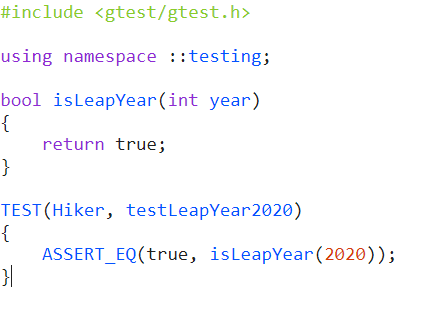 #include <gtest/gtest.h>
using namespace ::testing;
bool isLeapYear(int year)
{
    return true;
}
TEST(Hiker, testLeapYear2020)
{
    ASSERT_EQ(true, isLeapYear(2020));
}